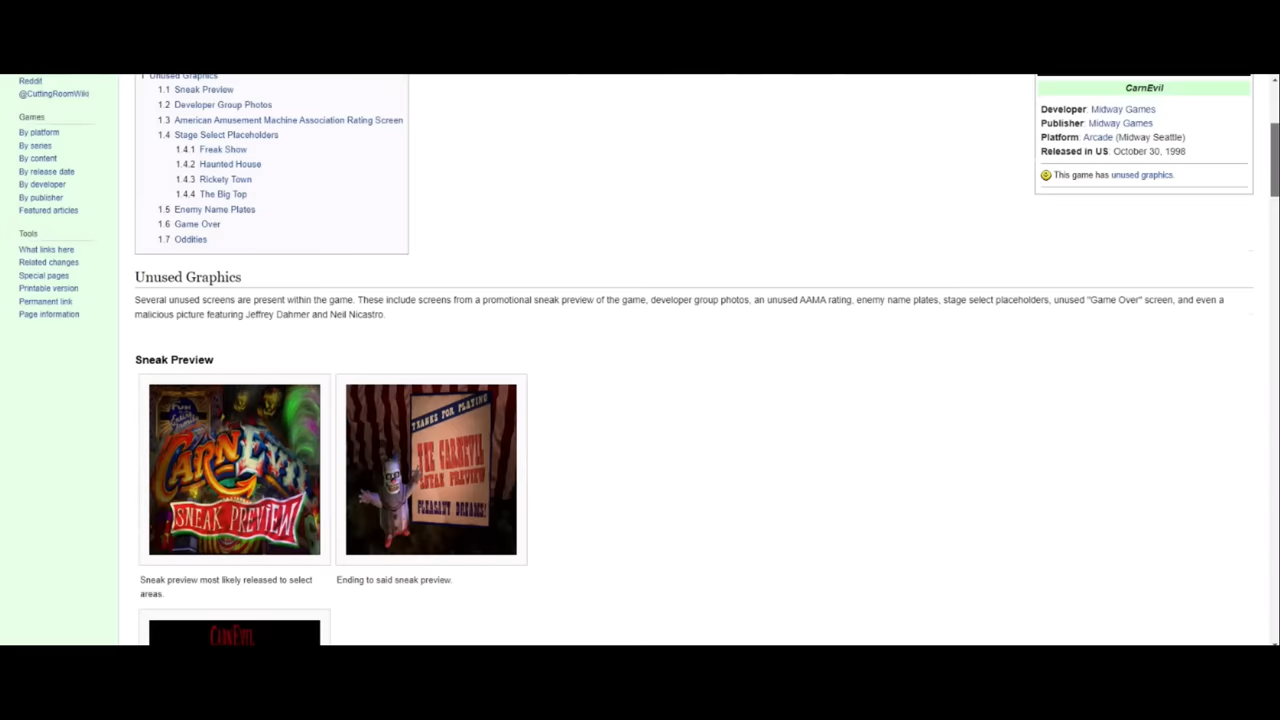 Reddit
@CuttingRoomWiki
Games
By platform
By series
By content
By release date
By developer
By publisher
Featured articles
Tools
What links here
Related changes
Special pages
Printable version
Permanent link
Page information
1 Unused Graphics
1.1 Sneak Preview
1.2 Developer Group Photos
1.3 American Amusement Machine Association Rating Screen
1.4 Stage Select Placeholders
1.4.1 Freak Show
1.4.2 Haunted House
1.4.3 Rickety Town
1.4.4 The Big Top
1.5 Enemy Name Plates
1.6 Game Over
1.7 Oddities
CarnEvil
Developer: Midway Games
Publisher: Midway Games
Platform: Arcade (Midway Seattle)
Released in US: October 30, 1998
This game has unused graphics.
Unused Graphics
Several unused screens are present within the game. These include screens from a promotional sneak preview of the game, developer group photos, an unused AAMA rating, enemy name plates, stage select placeholders, unused "Game Over" screen, and even a
malicious picture featuring Jeffrey Dahmer and Neil Nicastro.
Sneak Preview
CARNEVIL
SNEAK PREVIEW
THANKS FOR PLAYING
THE CARNEVIL
SNEAK PREVIEW
PLEASANT DREAMS!
Sneak preview most likely released to select
areas.
Ending to said sneak preview.
CARNEVIL